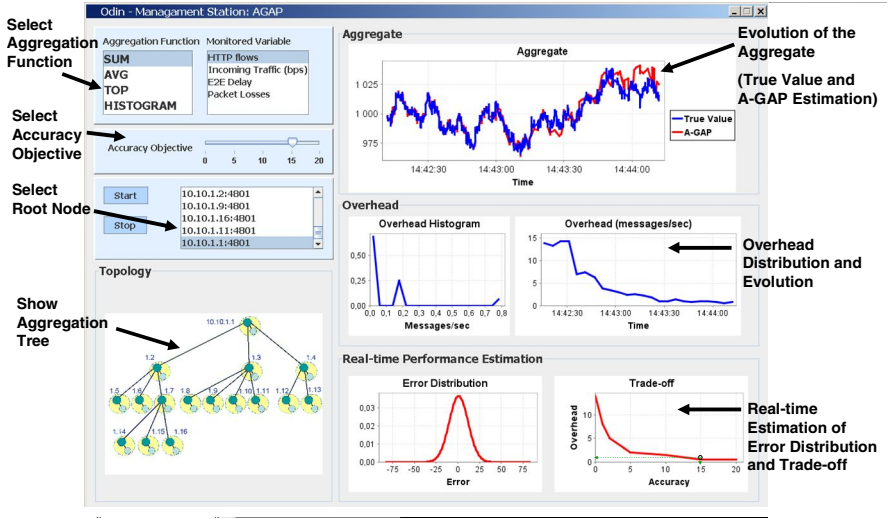 Odin - Managament Station: AGAP
Select
Aggregation
Function
Aggregation Function
SUM
AVG
TOP
HISTOGRAM
Monitored Variable
HTTP flows
Incoming Traffic (bps)
E2E Delay
Packet Losses
Select
Accuracy
Objective
Accuracy Objective
0 5 10 15 20
Select
Root Node
Start
Stop
10.10.1.2:4801
10.10.1.9:4801
10.10.1.16:4801
10.10.1.11:4801
10.10.1.1:4801
Topology
Show
Aggregation
Tree
10.10.1.1
1.2 1.3 1.4
1.5 1.6 1.7 1.8 1.9 1.10 1.11 1.12 1.13
1.14 1.15 1.16
Aggregate
Aggregate
1.025
1.000
975
14:42:30 14:43:00 14:43:30 14:44:00
Time
True Value
A-GAP
Evolution of the
Aggregate
(True Value and
A-GAP Estimation)
Overhead
Overhead Histogram
0,50
0,25
0,00
0,0 0,1 0,2 0,3 0,4 0,5 0,6 0,7 0,8
Messages/sec
Overhead (messages/sec)
15
10
5
0
14:42:30 14:43:00 14:43:30 14:44:00
Time
Overhead
Distribution and
Evolution
Real-time Performance Estimation
Error Distribution
0,03
0,02
0,01
0,00
-75 -50 -25 0 25 50 75
Error
Trade-off
Overhead
10
5
0
0 5 10 15 20
Accuracy
Real-time
Estimation of
Error Distribution
and Trade-off